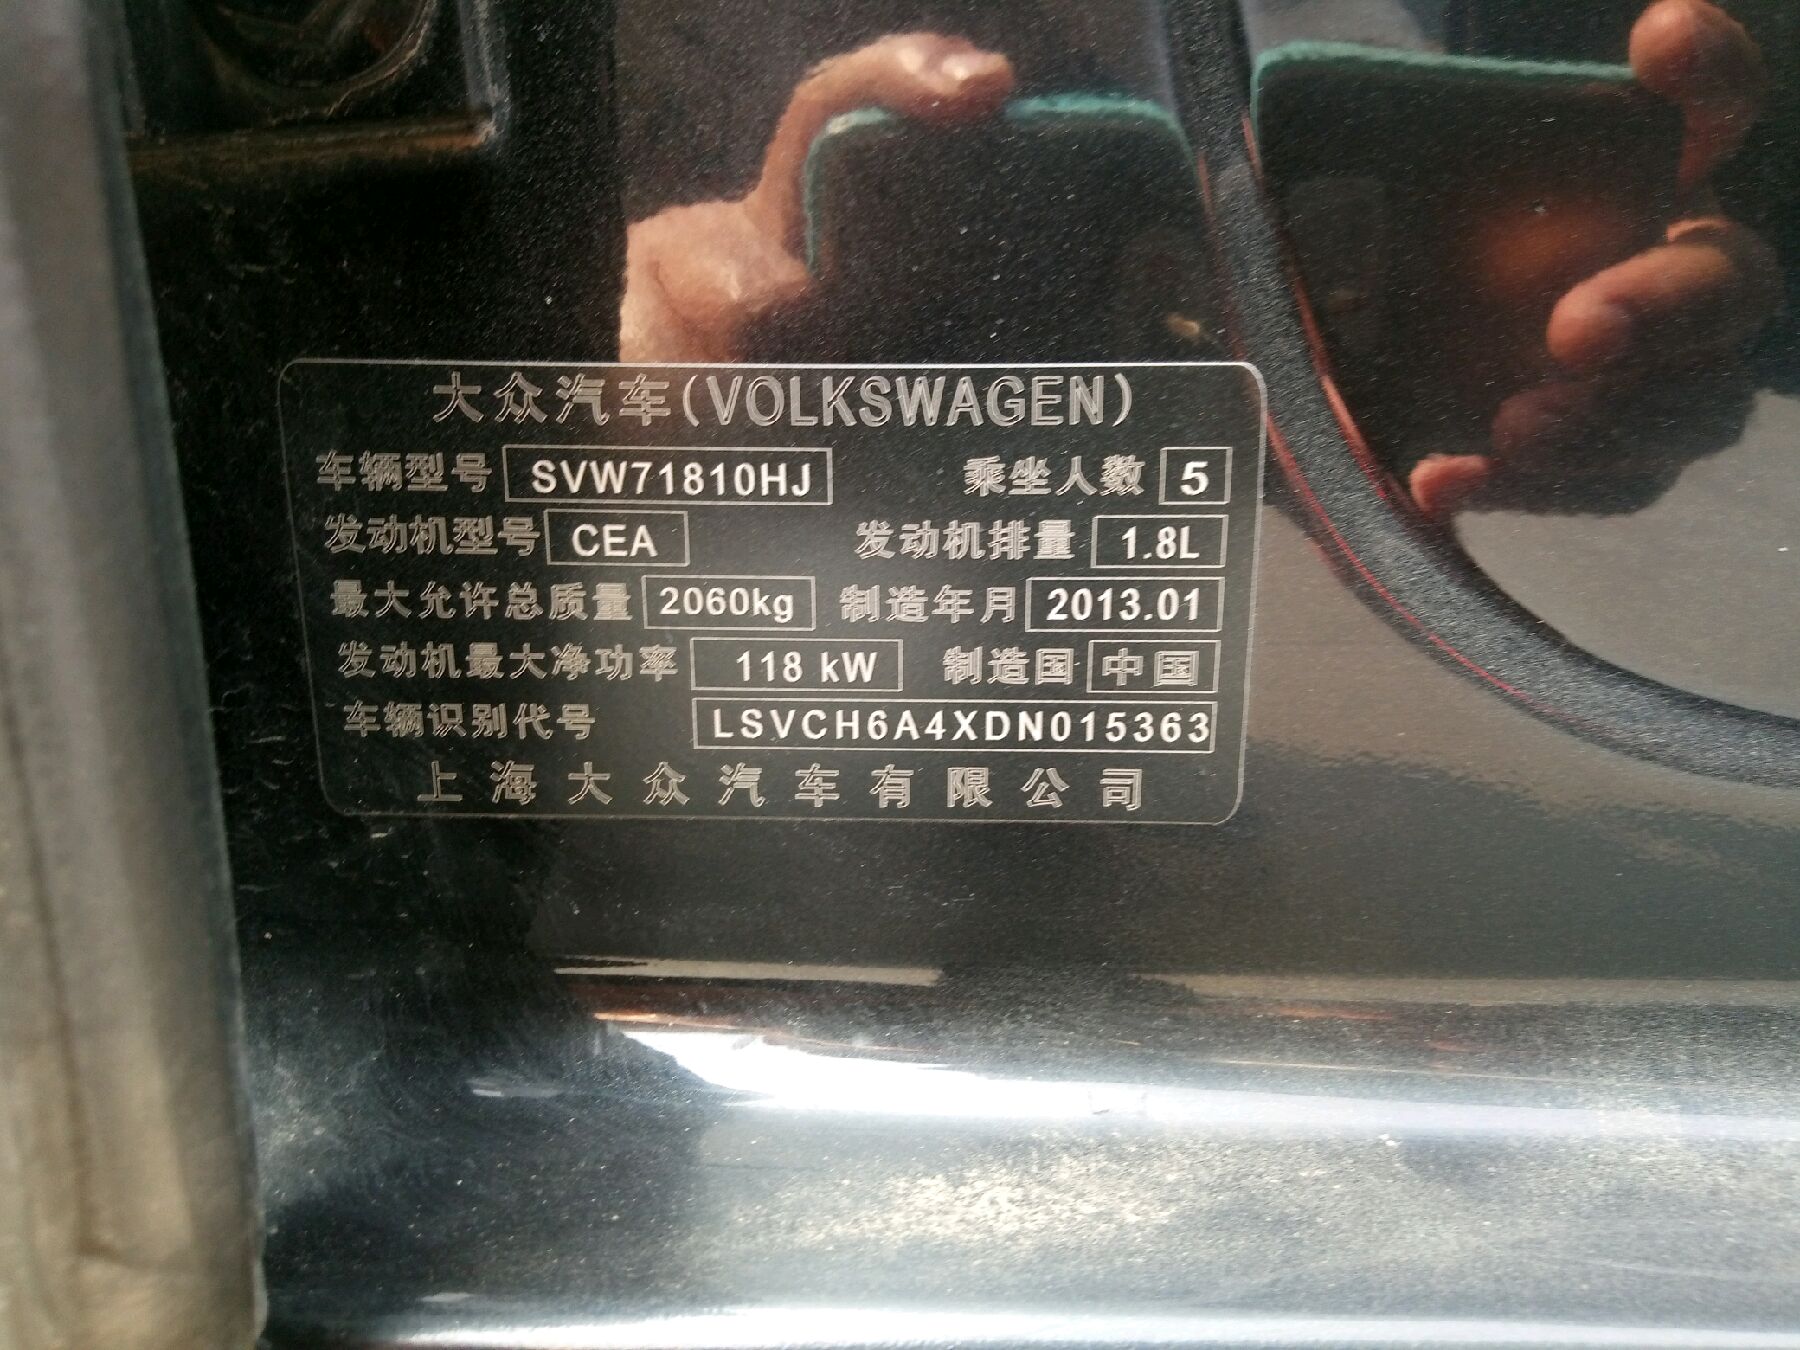 大众汽车(VOLKSWAGEN)
车辆型号 SVW71810HJ 乘坐人数 5
发动机型号 CEA 发动机排量 1.8L
最大允许总质量 2060kg 制造年月 2013.01
发动机最大净功率 118 kW 制造国 中国
车辆识别代号 LSVCH6A4XDN015363
上海大众汽车有限公司